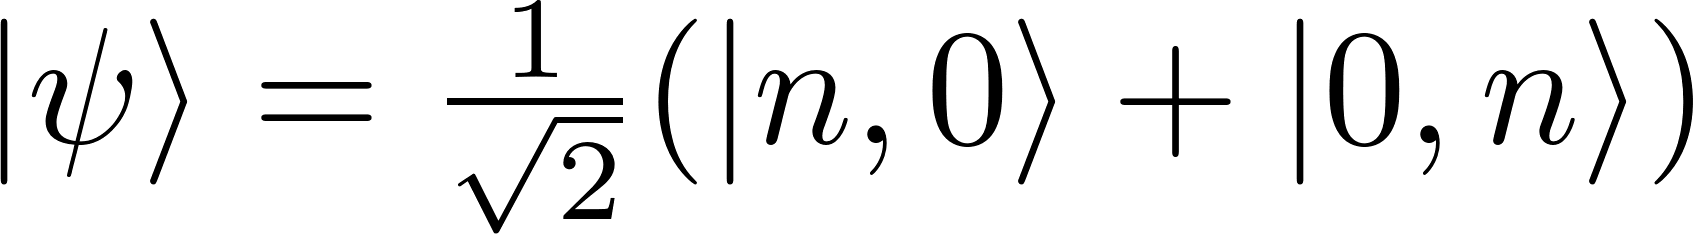 |ψ⟩ = 1/√2 (|n, 0⟩ + |0, n⟩)